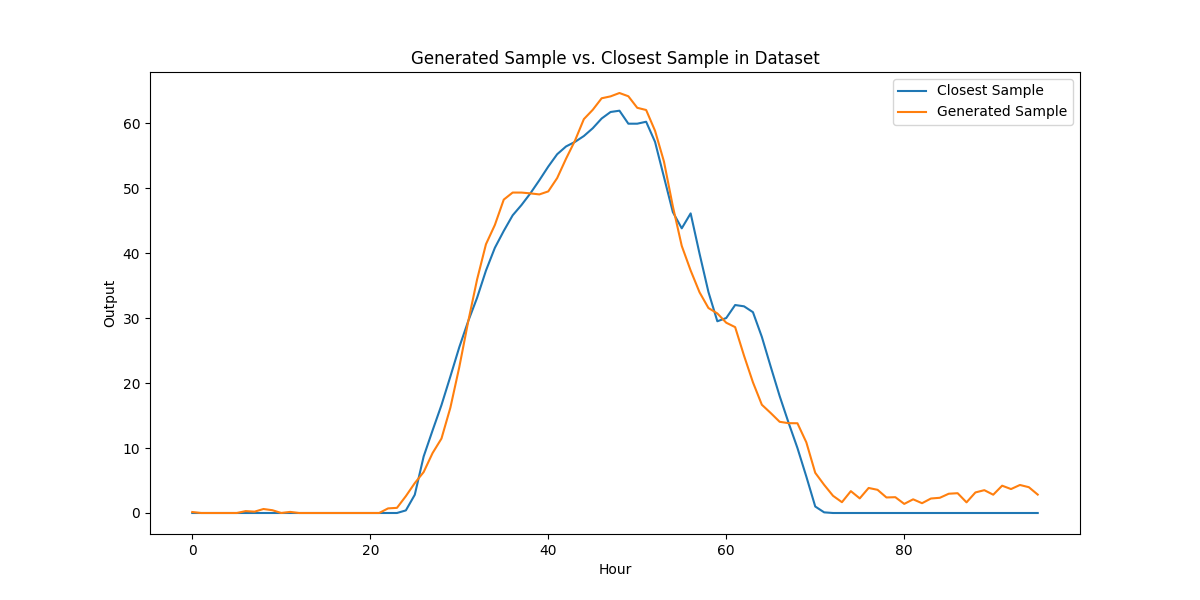 Generated Sample vs. Closest Sample in Dataset
Closest Sample
Generated Sample
Output
60
50
40
30
20
10
0
0 20 40 60 80
Hour